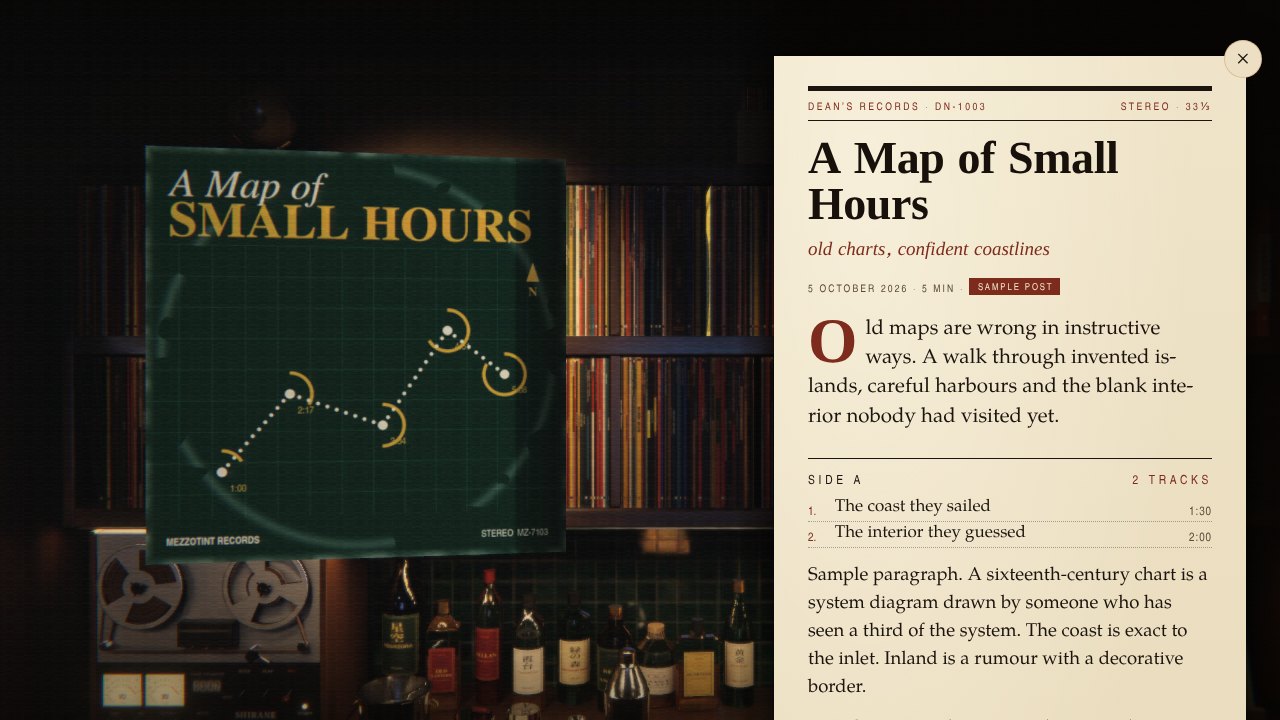 A Map of
SMALL HOURS
N
2:17
1:00
MEZZOTINT RECORDS
STEREO MZ-7103
DEAN'S RECORDS · DN-1003
STEREO · 33⅓
A Map of Small
Hours
old charts, confident coastlines
5 OCTOBER 2026 · 5 MIN ·
SAMPLE POST
Old maps are wrong in instructive
ways. A walk through invented is-
lands, careful harbours and the blank inte-
rior nobody had visited yet.
SIDE A
2 TRACKS
1. The coast they sailed 1:30
2. The interior they guessed 2:00
Sample paragraph. A sixteenth-century chart is a
system diagram drawn by someone who has
seen a third of the system. The coast is exact to
the inlet. Inland is a rumour with a decorative
border.